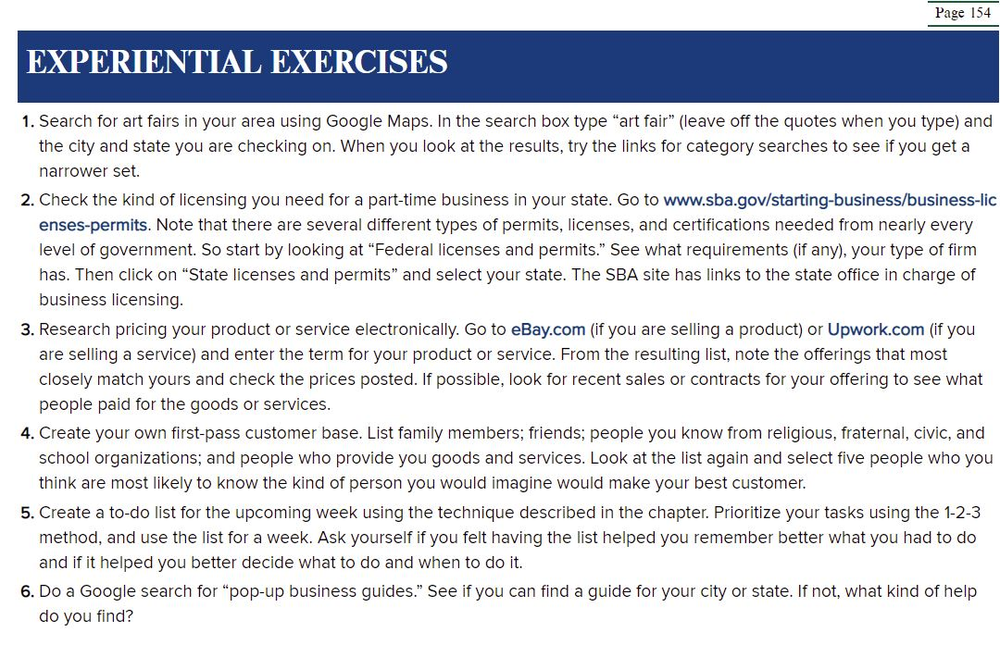 Page 154
EXPERIENTIAL EXERCISES
1. Search for art fairs in your area using Google Maps. In the search box type “art fair” (leave off the quotes when you type) and
the city and state you are checking on. When you look at the results, try the links for category searches to see if you get a
narrower set.
2. Check the kind of licensing you need for a part-time business in your state. Go to www.sba.gov/starting-business/business-lic
enses-permits. Note that there are several different types of permits, licenses, and certifications needed from nearly every
level of government. So start by looking at “Federal licenses and permits.” See what requirements (if any), your type of firm
has. Then click on “State licenses and permits” and select your state. The SBA site has links to the state office in charge of
business licensing.
3. Research pricing your product or service electronically. Go to eBay.com (if you are selling a product) or Upwork.com (if you
are selling a service) and enter the term for your product or service. From the resulting list, note the offerings that most
closely match yours and check the prices posted. If possible, look for recent sales or contracts for your offering to see what
people paid for the goods or services.
4. Create your own first-pass customer base. List family members; friends; people you know from religious, fraternal, civic, and
school organizations; and people who provide you goods and services. Look at the list again and select five people who you
think are most likely to know the kind of person you would imagine would make your best customer.
5. Create a to-do list for the upcoming week using the technique described in the chapter. Prioritize your tasks using the 1-2-3
method, and use the list for a week. Ask yourself if you felt having the list helped you remember better what you had to do
and if it helped you better decide what to do and when to do it.
6. Do a Google search for “pop-up business guides.” See if you can find a guide for your city or state. If not, what kind of help
do you find?